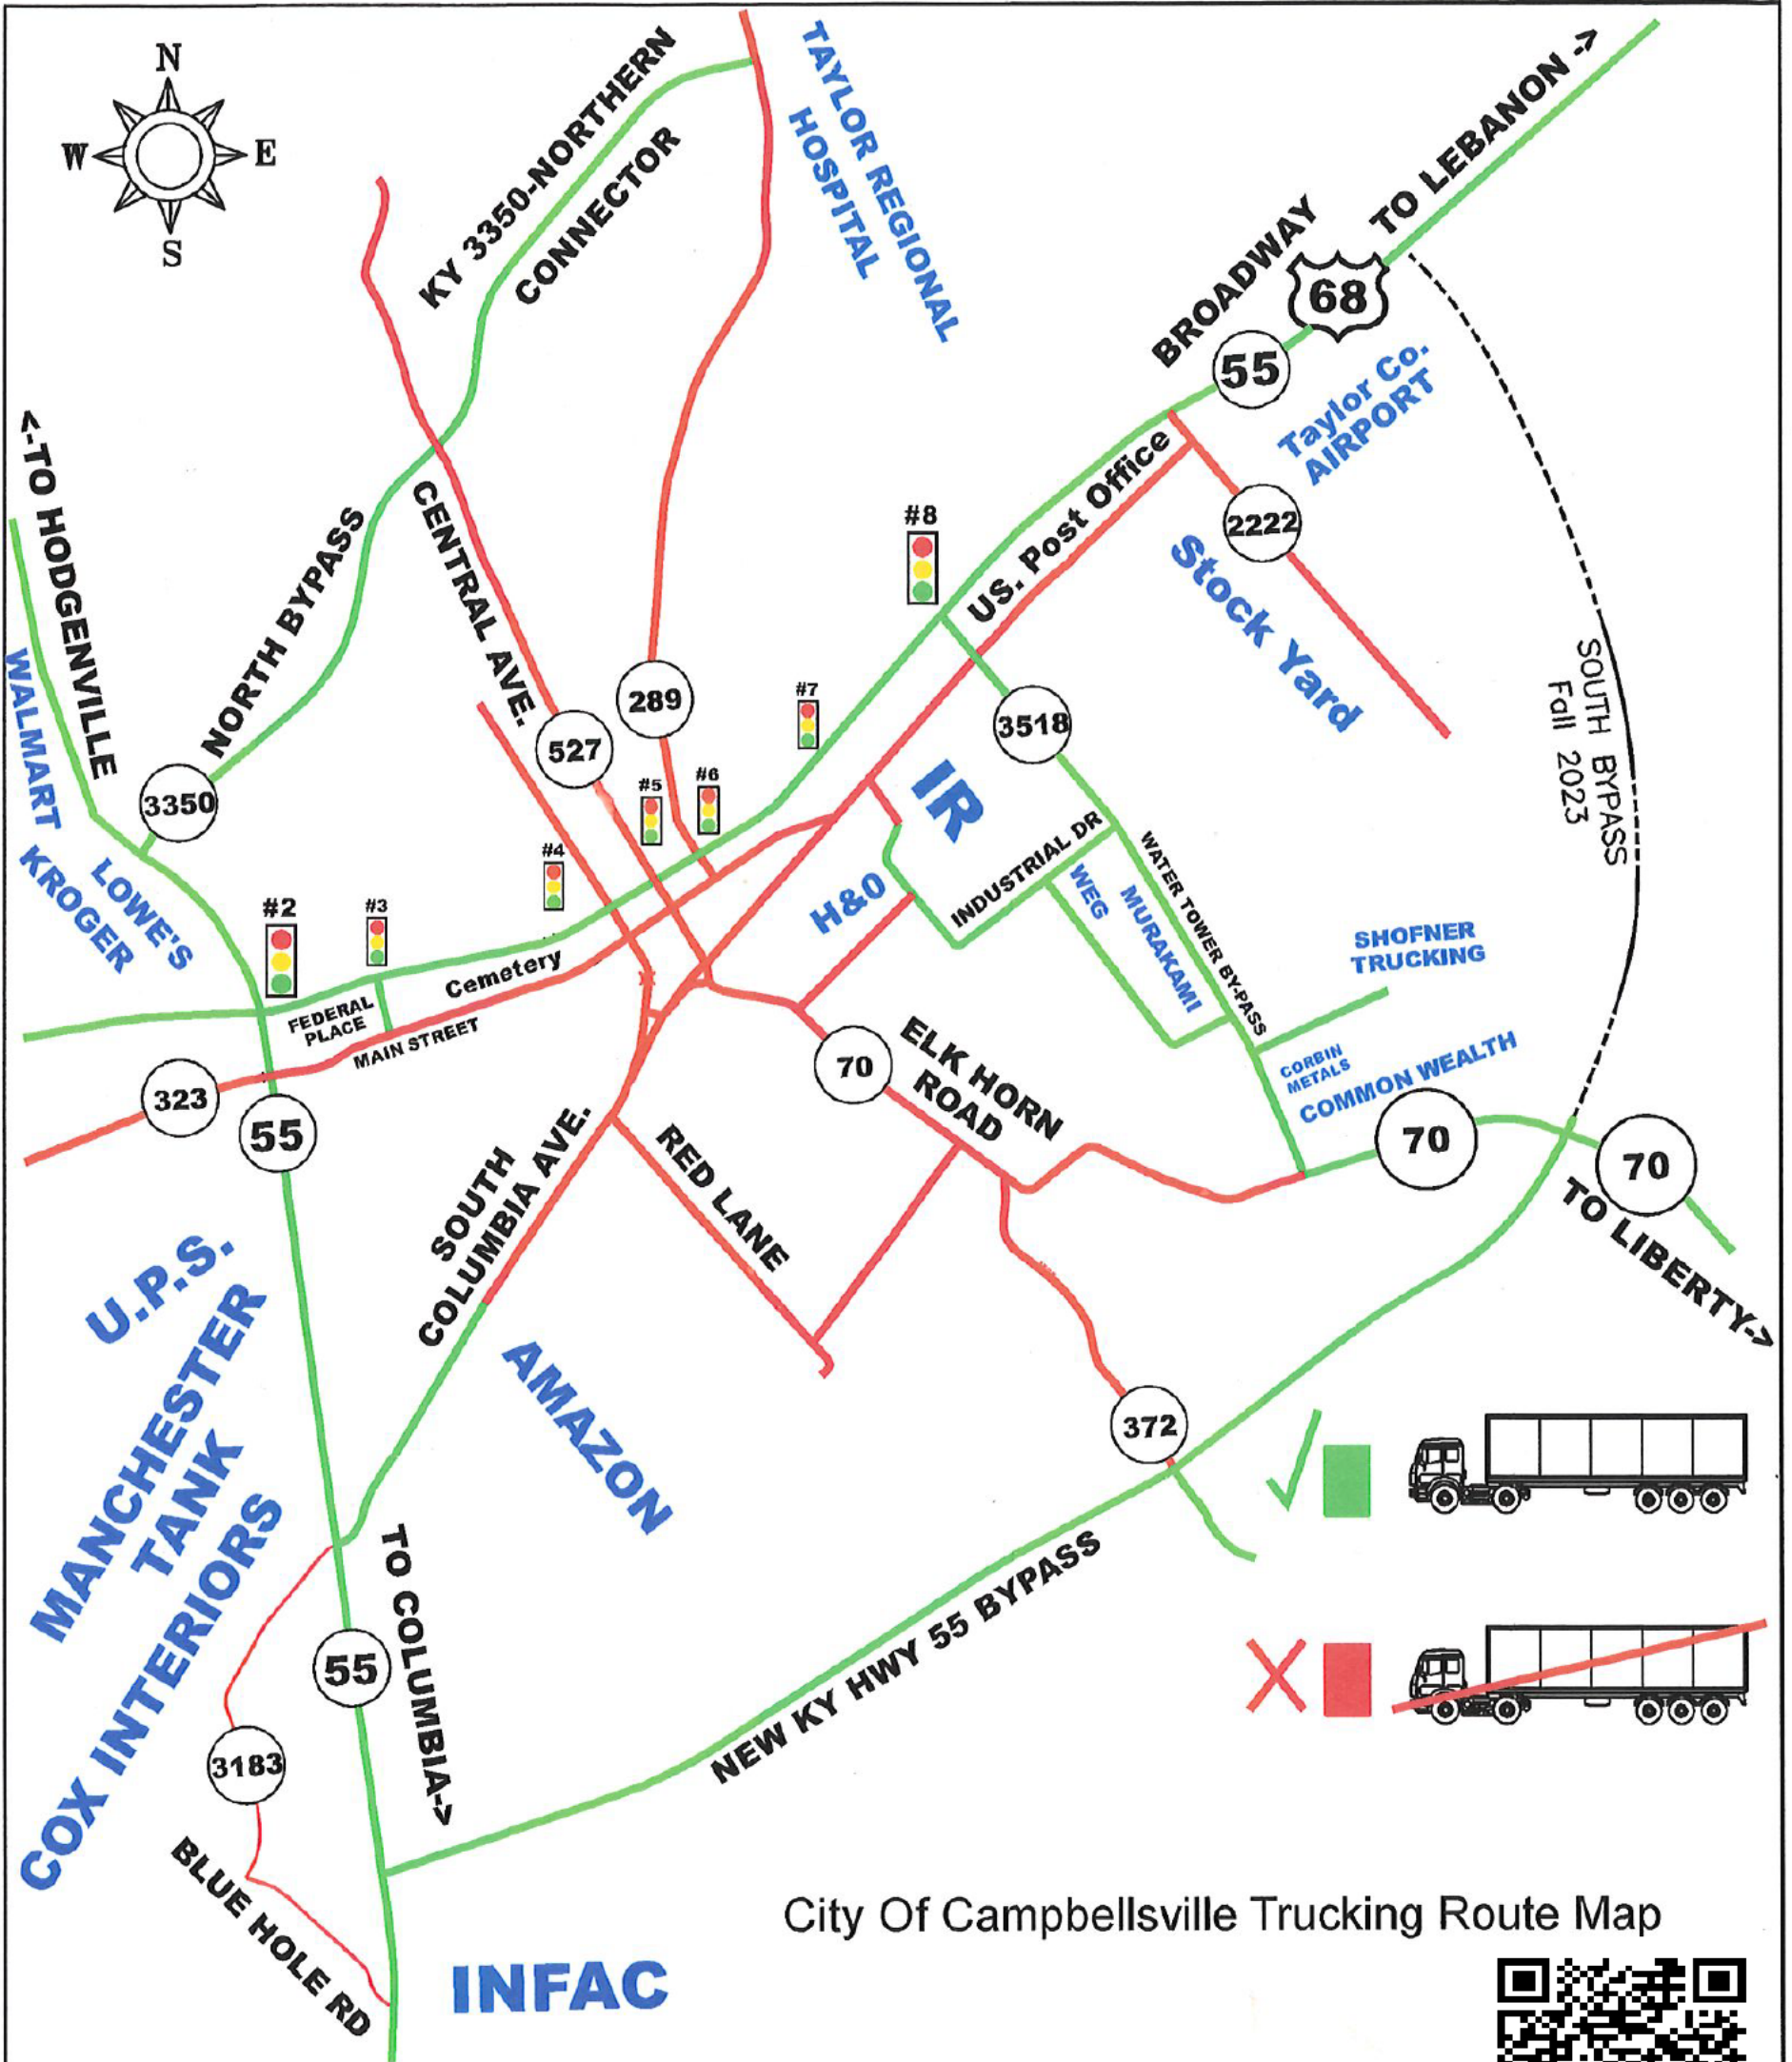 N
W
E
S
KY 3350-NORTHERN
CONNECTOR
TAYLOR REGIONAL
HOSPITAL
TO LEBANON ->
BROADWAY
68
55
Taylor Co.
AIRPORT
<-TO HODGENVILLE
NORTH BYPASS
CENTRAL AVE.
#8
US. Post Office
2222
Stock Yard
SOUTH BYPASS
Fall 2023
WALMART
KROGER
LOWE'S
3350
527
289
#7
3518
#5
#6
#4
#2
#3
IR
H&O
INDUSTRIAL DR
WEG
MURAKAMI
WATER TOWER BY-PASS
SHOFNER
TRUCKING
Cemetery
FEDERAL
PLACE
MAIN STREET
323
55
70
ELK HORN
ROAD
CORBIN
METALS
COMMON WEALTH
70
70
TO LIBERTY->
SOUTH
COLUMBIA AVE.
RED LANE
U.P.S.
MANCHESTER
TANK
COX INTERIORS
AMAZON
372
TO COLUMBIA->
55
NEW KY HWY 55 BYPASS
3183
BLUE HOLE RD
INFAC
City Of Campbellsville Trucking Route Map